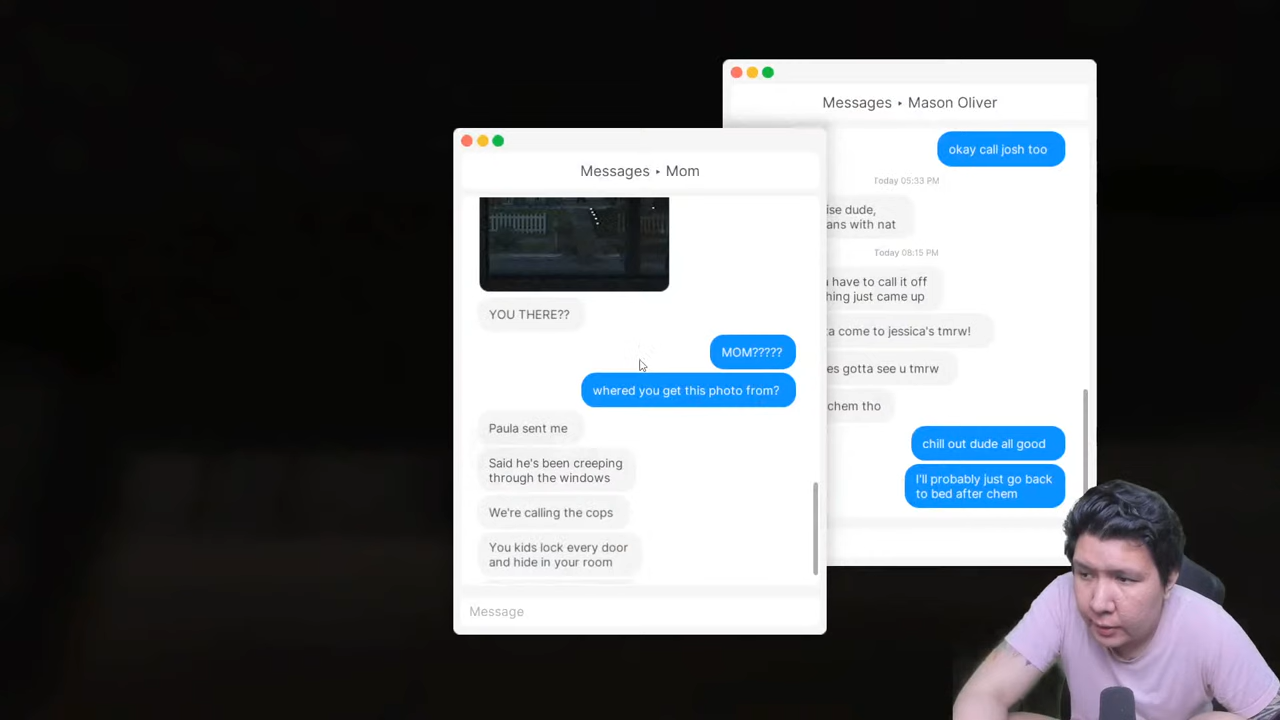 Messages ‣ Mason Oliver
okay call josh too
Today 05:33 PM
ise dude,
ans with nat
Today 08:15 PM
have to call it off
hing just came up
come to jessica's tmrw!
es gotta see u tmrw
chem tho
chill out dude all good
I'll probably just go back
to bed after chem
Messages ‣ Mom
YOU THERE??
MOM?????
whered you get this photo from?
Paula sent me
Said he's been creeping
through the windows
We're calling the cops
You kids lock every door
and hide in your room
Message